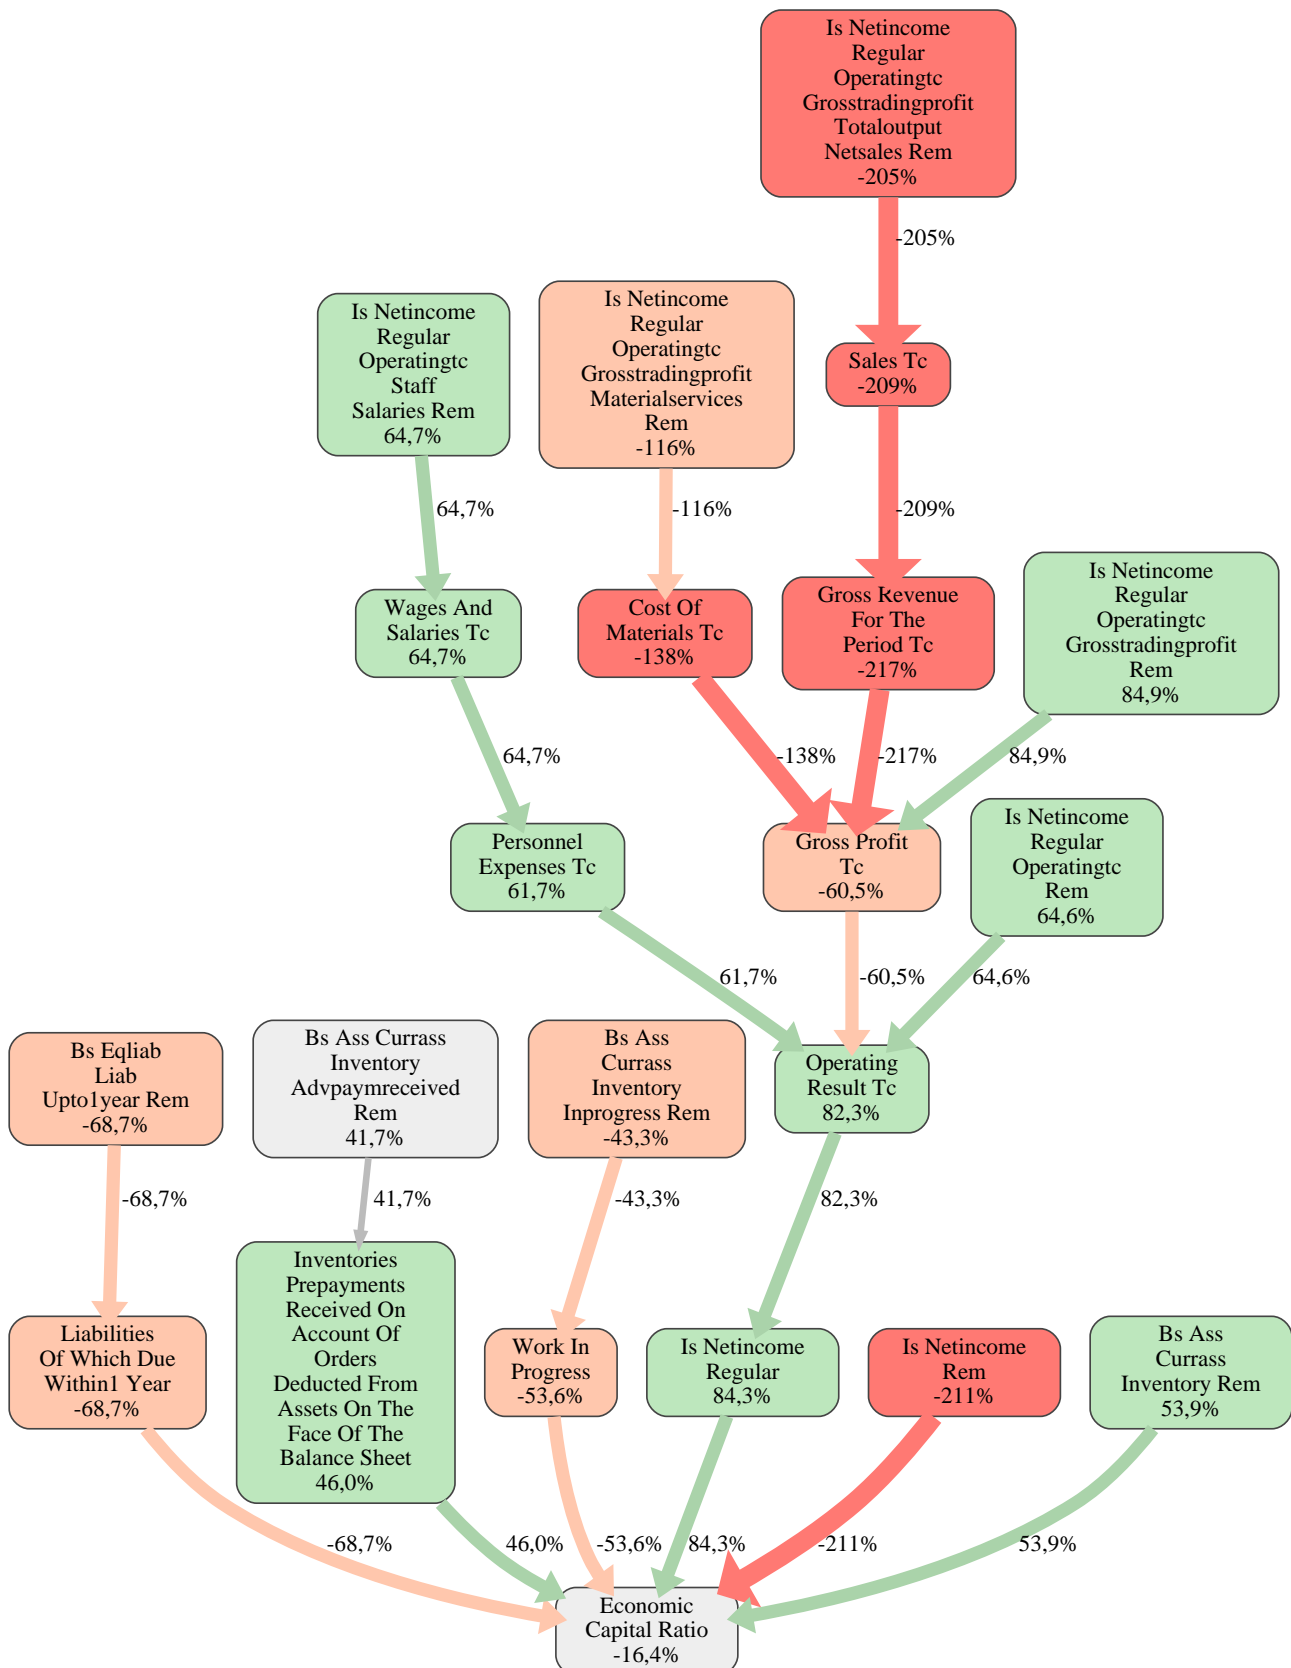 Is Netincome
Regular
Operatingtc
Grosstradingprofit
Totaloutput
Netsales Rem
-205%
-205%
Is Netincome
Regular
Operatingtc
Staff
Salaries Rem
64,7%
Is Netincome
Regular
Operatingtc
Grosstradingprofit
Materialservices
Rem
-116%
Sales Tc
-209%
64,7%
-116%
-209%
Wages And
Salaries Tc
64,7%
Cost Of
Materials Tc
-138%
Gross Revenue
For The
Period Tc
-217%
Is Netincome
Regular
Operatingtc
Grosstradingprofit
Rem
84,9%
64,7%
-138%
-217%
84,9%
Personnel
Expenses Tc
61,7%
Gross Profit
Tc
-60,5%
Is Netincome
Regular
Operatingtc
Rem
64,6%
61,7%
-60,5%
64,6%
Bs Eqliab
Liab
Upto1year Rem
-68,7%
Bs Ass Currass
Inventory
Advpaymreceived
Rem
41,7%
Bs Ass
Currass
Inventory
Inprogress Rem
-43,3%
Operating
Result Tc
82,3%
-68,7%
41,7%
-43,3%
82,3%
Liabilities
Of Which Due
Within1 Year
-68,7%
Inventories
Prepayments
Received On
Account Of
Orders
Deducted From
Assets On The
Face Of The
Balance Sheet
46,0%
Work In
Progress
-53,6%
Is Netincome
Regular
84,3%
Is Netincome
Rem
-211%
Bs Ass
Currass
Inventory Rem
53,9%
-68,7%
46,0%
-53,6%
84,3%
-211%
53,9%
Economic
Capital Ratio
-16,4%